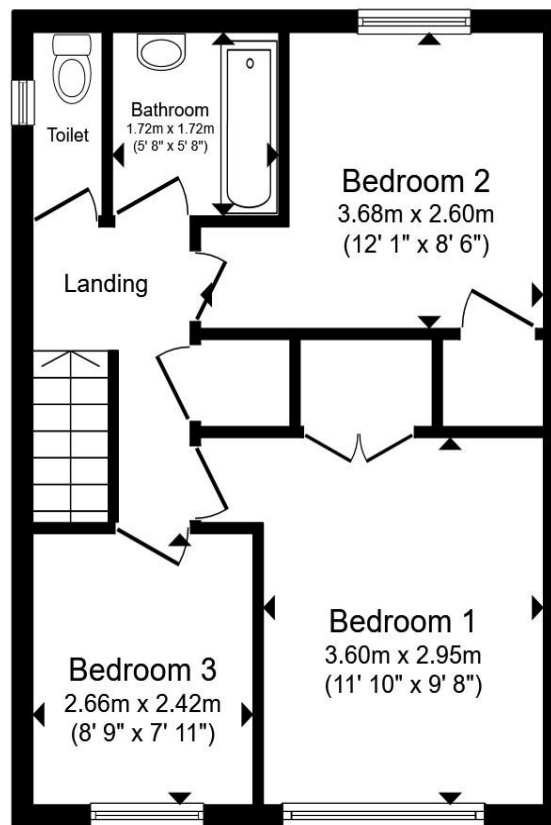 Toilet
Bathroom
1.72m x 1.72m
(5' 8" x 5' 8")
Bedroom 2
3.68m x 2.60m
(12' 1" x 8' 6")
Landing
Bedroom 1
3.60m x 2.95m
(11' 10" x 9' 8")
Bedroom 3
2.66m x 2.42m
(8' 9" x 7' 11")